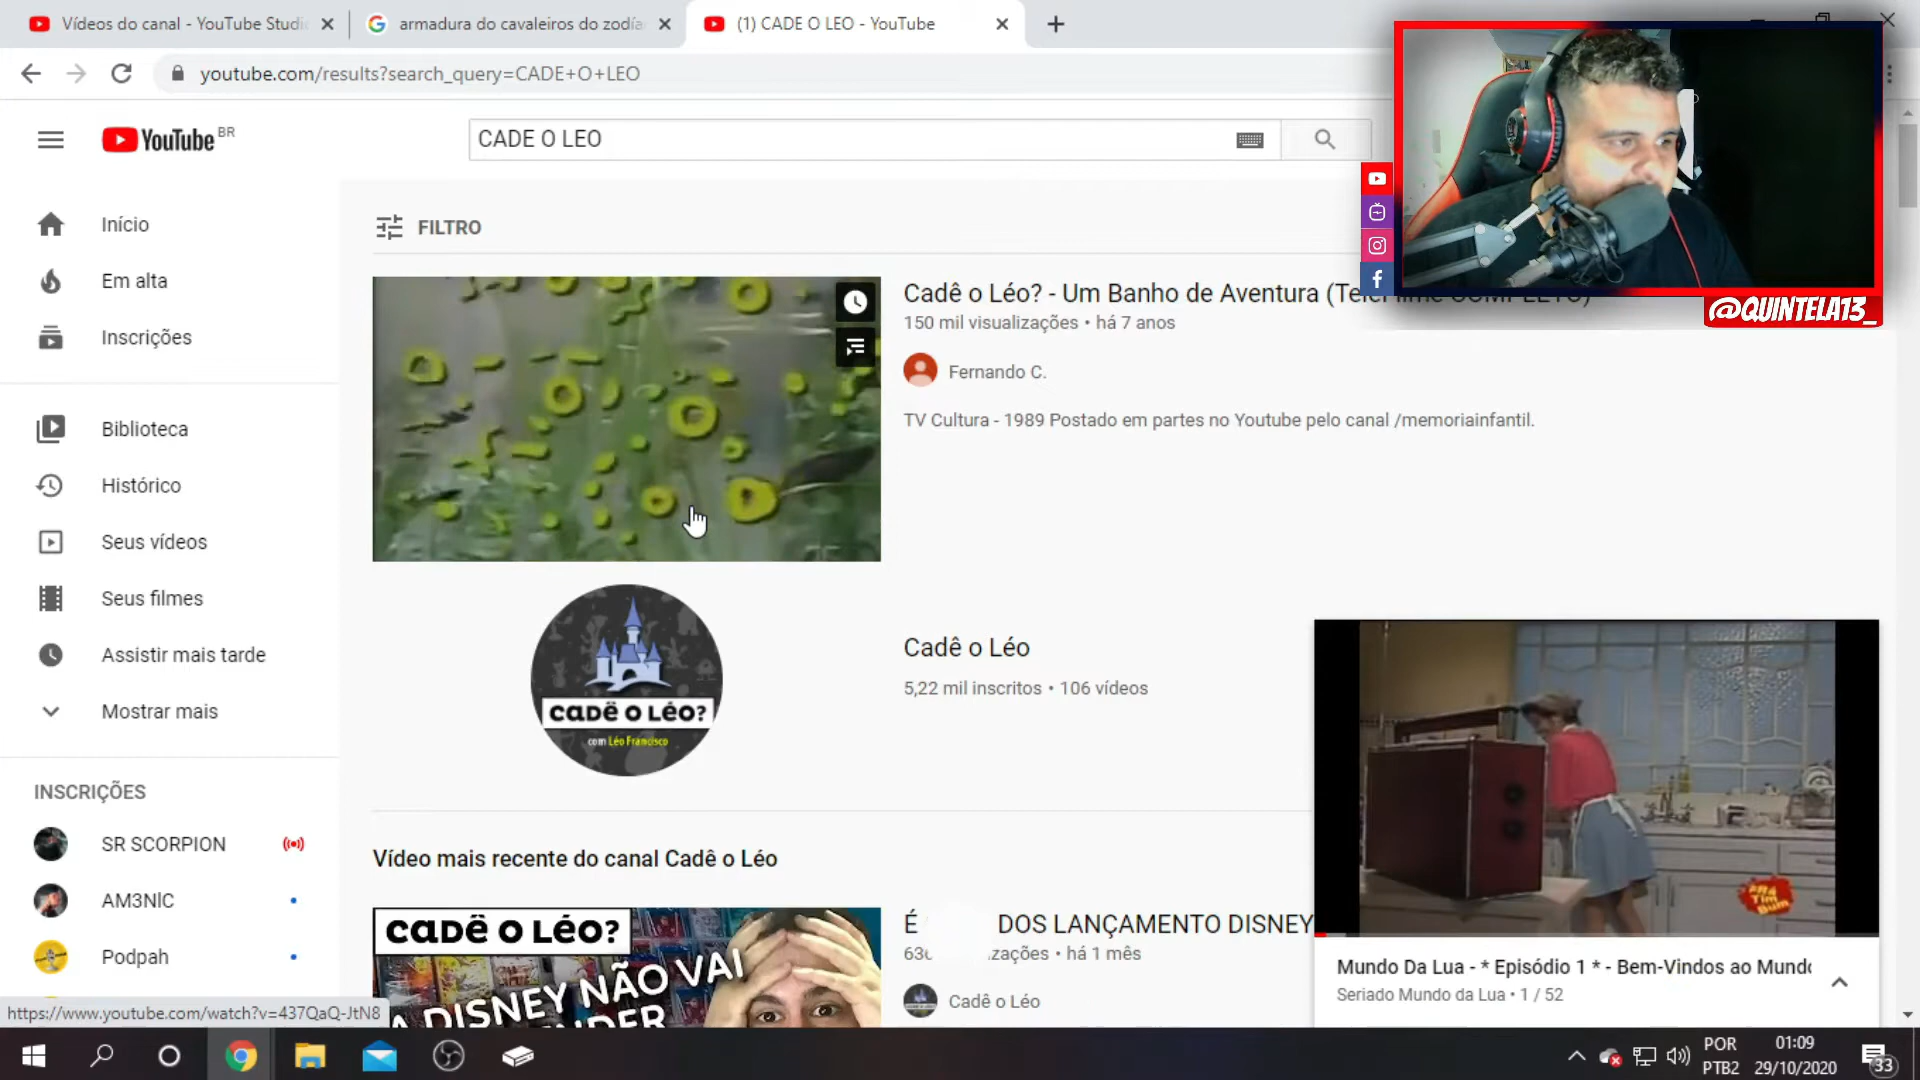 Vídeos do canal - YouTube Studi
armadura do cavaleiros do zodía
(1) CADE O LEO - YouTube
youtube.com/results?search_query=CADE+O+LEO
YouTube BR
CADE O LEO
@QUINTELA13_
Início
Em alta
Inscrições
Biblioteca
Histórico
Seus vídeos
Seus filmes
Assistir mais tarde
Mostrar mais
INSCRIÇÕES
SR SCORPION
AM3NlC
Podpah
https://www.youtube.com/watch?v=437QaQ-JtN8
FILTRO
Cadê o Léo? - Um Banho de Aventura (TeleFilme COMPLETO)
150 mil visualizações • há 7 anos
Fernando C.
TV Cultura - 1989 Postado em partes no Youtube pelo canal /memoriainfantil.
CADÊ O LÉO?
com Léo Francisco
Cadê o Léo
5,22 mil inscritos • 106 vídeos
Vídeo mais recente do canal Cadê o Léo
CADÊ O LÉO?
A DISNEY NÃO VAI
É DOS LANÇAMENTO DISNEY
há 1 mês
Cadê o Léo
Rá
Tim
Bum
Mundo Da Lua - * Episódio 1 * - Bem-Vindos ao Mundo
Seriado Mundo da Lua • 1 / 52
POR
PTB2
01:09
29/10/2020
33